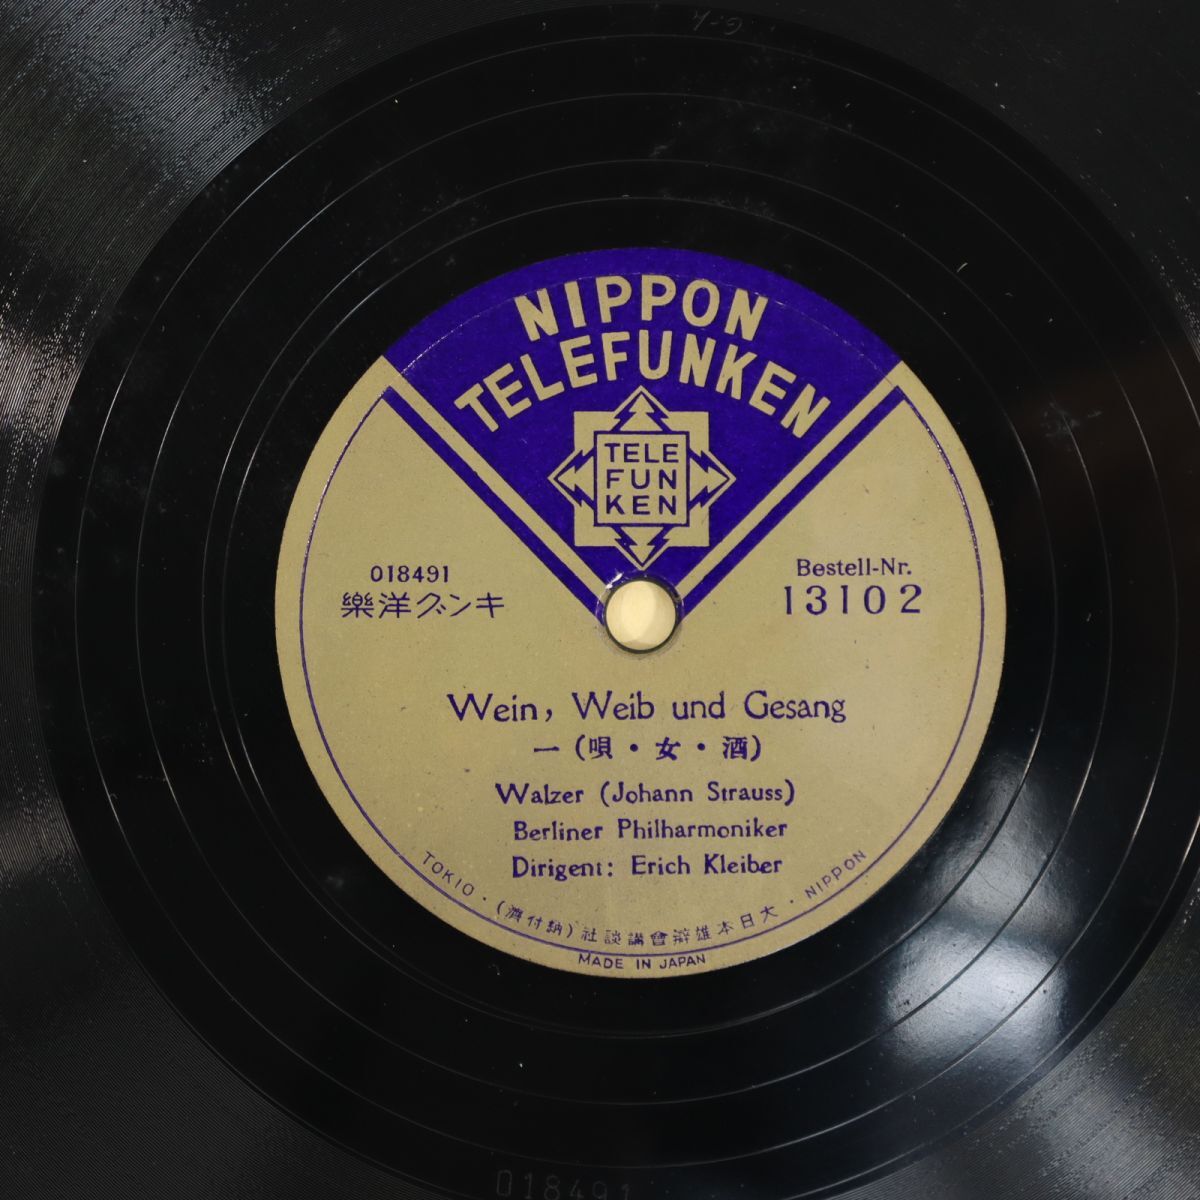 NIPPON
TELEFUNKEN
TELE
FUN
KEN
018491
キング洋樂
Bestell-Nr.
13102
Wein, Weib und Gesang
(酒・女・唄)一
Walzer (Johann Strauss)
Berliner Philharmoniker
Dirigent: Erich Kleiber
NIPPON・大日本雄辯會講談社(納付濟)・TOKIO
MADE IN JAPAN
018491